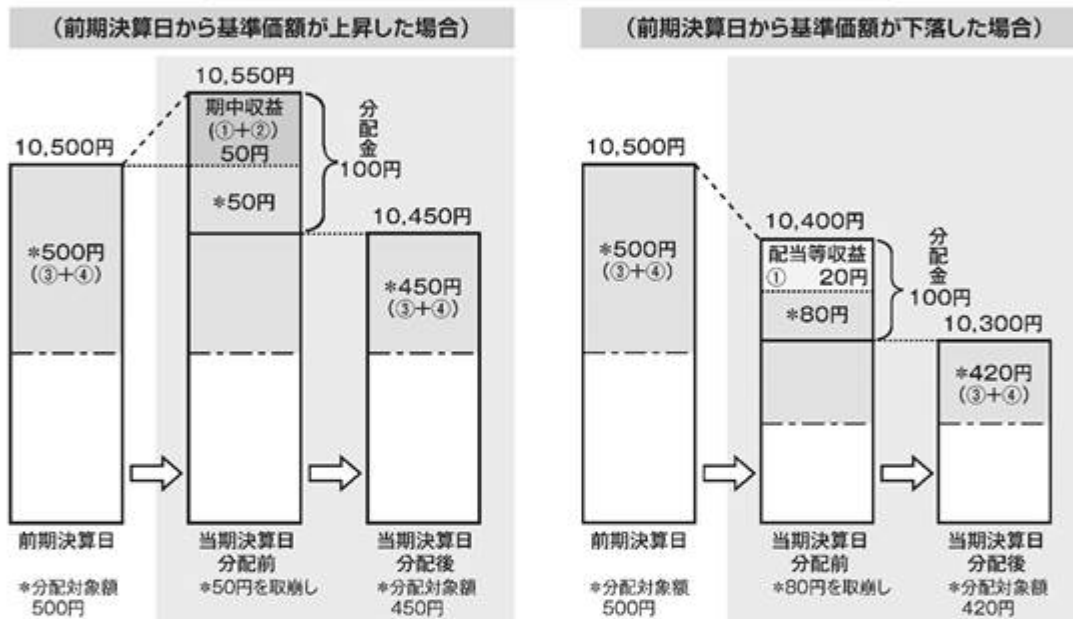 (前期決算日から基準価額が上昇した場合)
10,550円
期中収益
(①+②)
50円
*50円
分配金
100円
10,500円
*500円
(③+④)
10,450円
*450円
(③+④)
前期決算日
*分配対象額
500円
当期決算日
分配前
*50円を取崩し
当期決算日
分配後
*分配対象額
450円
(前期決算日から基準価額が下落した場合)
10,500円
*500円
(③+④)
10,400円
配当等収益
① 20円
*80円
分配金
100円
10,300円
*420円
(③+④)
前期決算日
*分配対象額
500円
当期決算日
分配前
*80円を取崩し
当期決算日
分配後
*分配対象額
420円